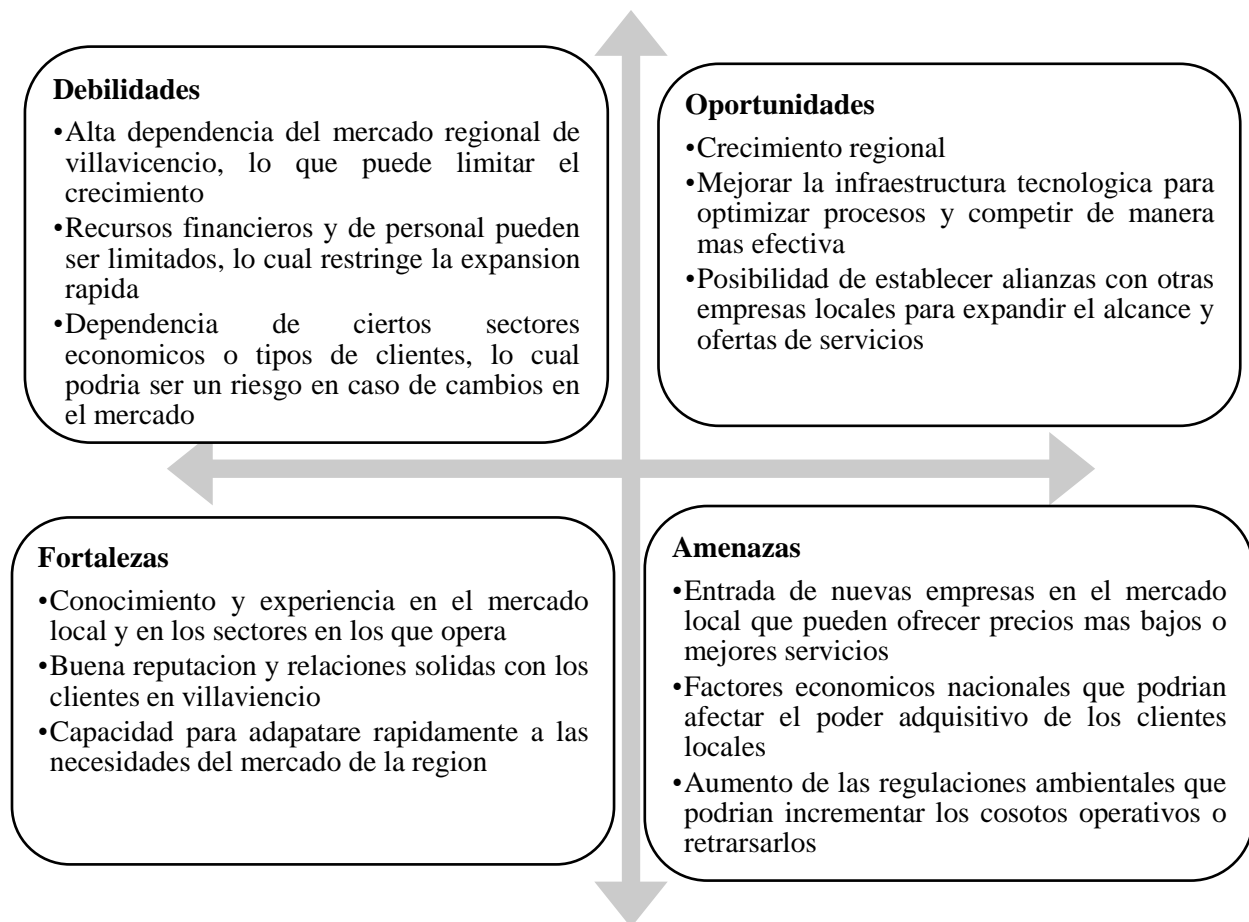 Debilidades
•Alta dependencia del mercado regional de
villavicencio, lo que puede limitar el
crecimiento
•Recursos financieros y de personal pueden
ser limitados, lo cual restringe la expansion
rapida
•Dependencia de ciertos sectores
economicos o tipos de clientes, lo cual
podria ser un riesgo en caso de cambios en
el mercado
Oportunidades
•Crecimiento regional
•Mejorar la infraestructura tecnologica para
optimizar procesos y competir de manera
mas efectiva
•Posibilidad de establecer alianzas con otras
empresas locales para expandir el alcance y
ofertas de servicios
Fortalezas
•Conocimiento y experiencia en el mercado
local y en los sectores en los que opera
•Buena reputacion y relaciones solidas con los
clientes en villaviencio
•Capacidad para adapatare rapidamente a las
necesidades del mercado de la region
Amenazas
•Entrada de nuevas empresas en el mercado
local que pueden ofrecer precios mas bajos o
mejores servicios
•Factores economicos nacionales que podrian
afectar el poder adquisitivo de los clientes
locales
•Aumento de las regulaciones ambientales que
podrian incrementar los cosotos operativos o
retrarsarlos